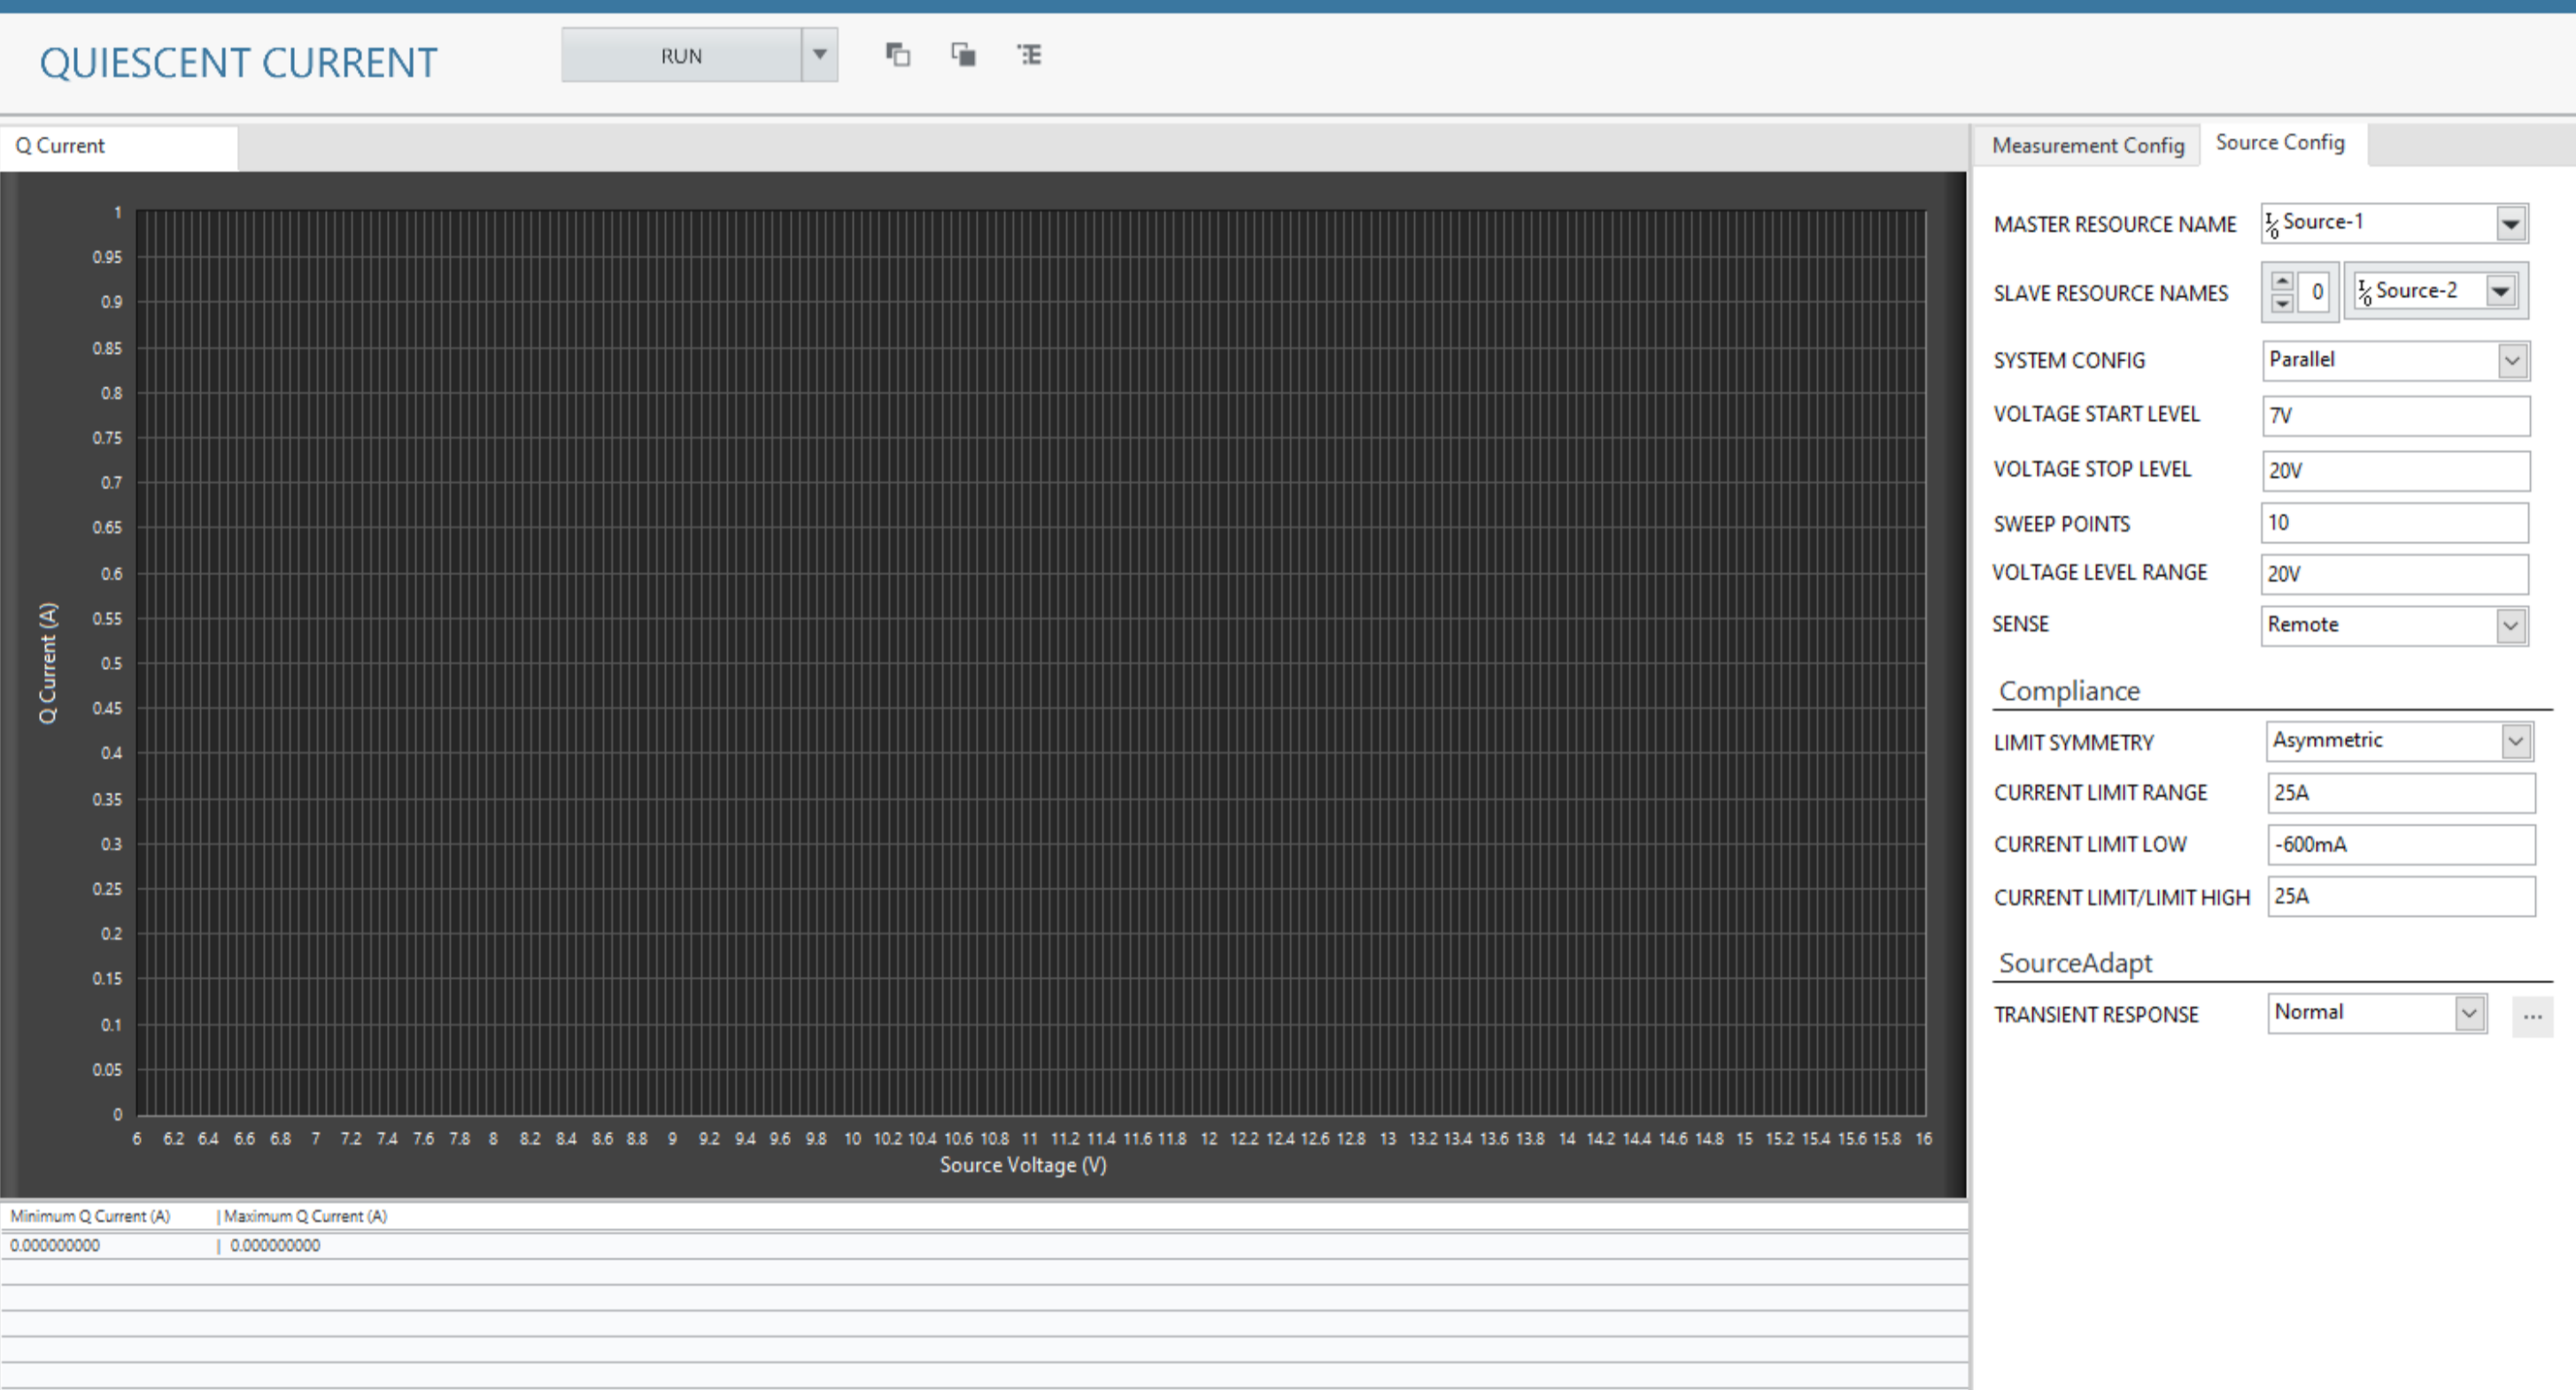 QUIESCENT CURRENT
RUN
Q Current
Measurement Config
Source Config
1
0.95
0.9
0.85
0.8
0.75
0.7
0.65
0.6
0.55
0.5
0.45
0.4
0.35
0.3
0.25
0.2
0.15
0.1
0.05
0
Q Current (A)
6 6.2 6.4 6.6 6.8 7 7.2 7.4 7.6 7.8 8 8.2 8.4 8.6 8.8 9 9.2 9.4 9.6 9.8 10 10.2 10.4 10.6 10.8 11 11.2 11.4 11.6 11.8 12 12.2 12.4 12.6 12.8 13 13.2 13.4 13.6 13.8 14 14.2 14.4 14.6 14.8 15 15.2 15.4 15.6 15.8 16
Source Voltage (V)
Minimum Q Current (A) | Maximum Q Current (A)
0.000000000 | 0.000000000
MASTER RESOURCE NAME I/O Source-1
SLAVE RESOURCE NAMES 0 I/O Source-2
SYSTEM CONFIG Parallel
VOLTAGE START LEVEL 7V
VOLTAGE STOP LEVEL 20V
SWEEP POINTS 10
VOLTAGE LEVEL RANGE 20V
SENSE Remote
Compliance
LIMIT SYMMETRY Asymmetric
CURRENT LIMIT RANGE 25A
CURRENT LIMIT LOW -600mA
CURRENT LIMIT/LIMIT HIGH 25A
SourceAdapt
TRANSIENT RESPONSE Normal ...